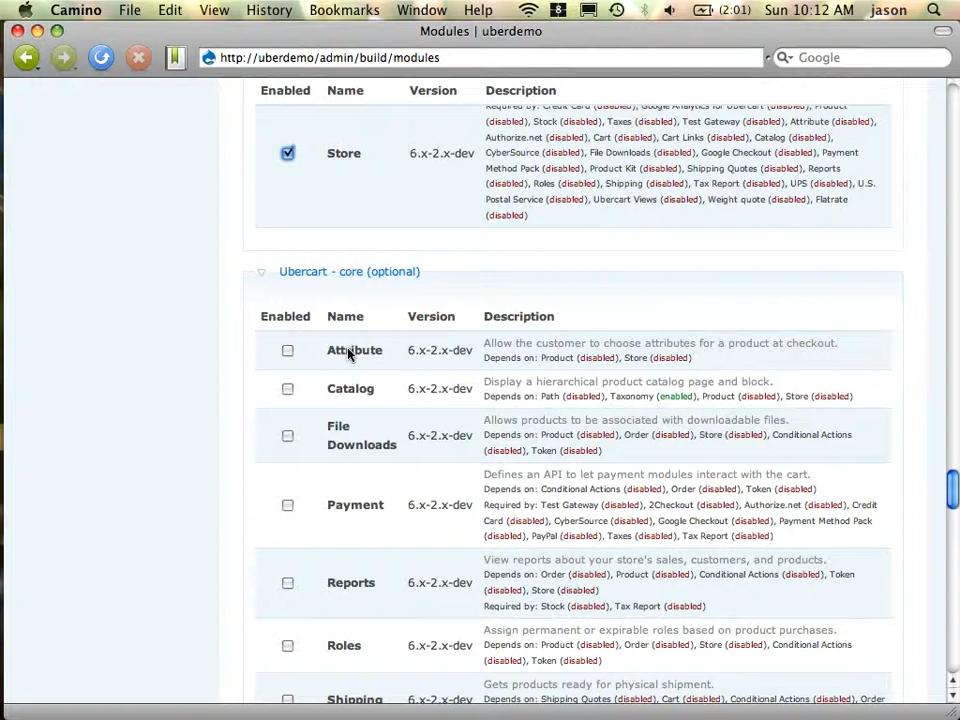 Camino File Edit View History Bookmarks Window Help (2:01) Sun 10:12 AM jason
Modules | uberdemo
http://uberdemo/admin/build/modules
Google
Enabled Name Version Description
Required by: Credit Card (disabled), Google Analytics for Ubercart (disabled), Product
(disabled), Stock (disabled), Taxes (disabled), Test Gateway (disabled), Attribute (disabled),
Authorize.net (disabled), Cart (disabled), Cart Links (disabled), Catalog (disabled),
CyberSource (disabled), File Downloads (disabled), Google Checkout (disabled), Payment
Store 6.x-2.x-dev
Method Pack (disabled), Product Kit (disabled), Shipping Quotes (disabled), Reports
(disabled), Roles (disabled), Shipping (disabled), Tax Report (disabled), UPS (disabled), U.S.
Postal Service (disabled), Ubercart Views (disabled), Weight quote (disabled), Flatrate
(disabled)
Ubercart - core (optional)
Enabled Name Version Description
Attribute 6.x-2.x-dev Allow the customer to choose attributes for a product at checkout.
Depends on: Product (disabled), Store (disabled)
Catalog 6.x-2.x-dev Display a hierarchical product catalog page and block.
Depends on: Path (disabled), Taxonomy (enabled), Product (disabled), Store (disabled)
File
Downloads 6.x-2.x-dev Allows products to be associated with downloadable files.
Depends on: Product (disabled), Order (disabled), Store (disabled), Conditional Actions
(disabled), Token (disabled)
Payment 6.x-2.x-dev Defines an API to let payment modules interact with the cart.
Depends on: Conditional Actions (disabled), Order (disabled), Token (disabled)
Required by: Test Gateway (disabled), 2Checkout (disabled), Authorize.net (disabled), Credit
Card (disabled), CyberSource (disabled), Google Checkout (disabled), Payment Method Pack
(disabled), PayPal (disabled), Taxes (disabled), Tax Report (disabled)
Reports 6.x-2.x-dev View reports about your store's sales, customers, and products.
Depends on: Order (disabled), Product (disabled), Conditional Actions (disabled), Token
(disabled), Store (disabled)
Required by: Stock (disabled), Tax Report (disabled)
Roles 6.x-2.x-dev Assign permanent or expirable roles based on product purchases.
Depends on: Product (disabled), Order (disabled), Store (disabled), Conditional Actions
(disabled), Token (disabled)
Shipping 6.x-2.x-dev Gets products ready for physical shipment.
Depends on: Shipping Quotes (disabled), Cart (disabled), Conditional Actions (disabled), Order